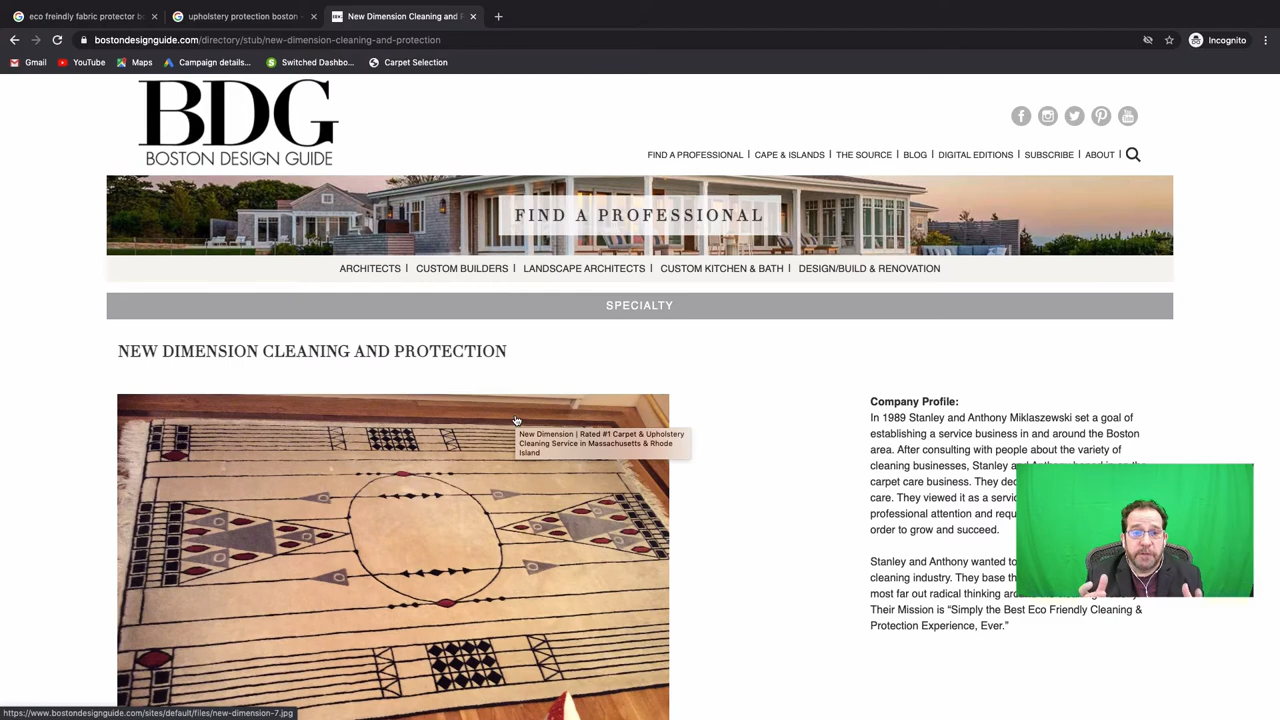 eco freindly fabric protector bo
upholstery protection boston -
New Dimension Cleaning and P
bostondesignguide.com/directory/stub/new-dimension-cleaning-and-protection
Incognito
Gmail
YouTube
Maps
Campaign details...
Switched Dashbo...
Carpet Selection
BDG
BOSTON DESIGN GUIDE
FIND A PROFESSIONAL | CAPE & ISLANDS | THE SOURCE | BLOG | DIGITAL EDITIONS | SUBSCRIBE | ABOUT |
FIND A PROFESSIONAL
ARCHITECTS | CUSTOM BUILDERS | LANDSCAPE ARCHITECTS | CUSTOM KITCHEN & BATH | DESIGN/BUILD & RENOVATION
SPECIALTY
NEW DIMENSION CLEANING AND PROTECTION
New Dimension | Rated #1 Carpet & Upholstery
Cleaning Service in Massachusetts & Rhode
Island
Company Profile:
In 1989 Stanley and Anthony Miklaszewski set a goal of
establishing a service business in and around the Boston
area. After consulting with people about the variety of
cleaning businesses, Stanley and
carpet care business. They
care. They viewed it as a
professional attention and
order to grow and succeed.
Stanley and Anthony wanted
cleaning industry. They base
most far out radical thinking
Their Mission is “Simply the Best Eco Friendly Cleaning &
Protection Experience, Ever.”
https://www.bostondesignguide.com/sites/default/files/new-dimension-7.jpg